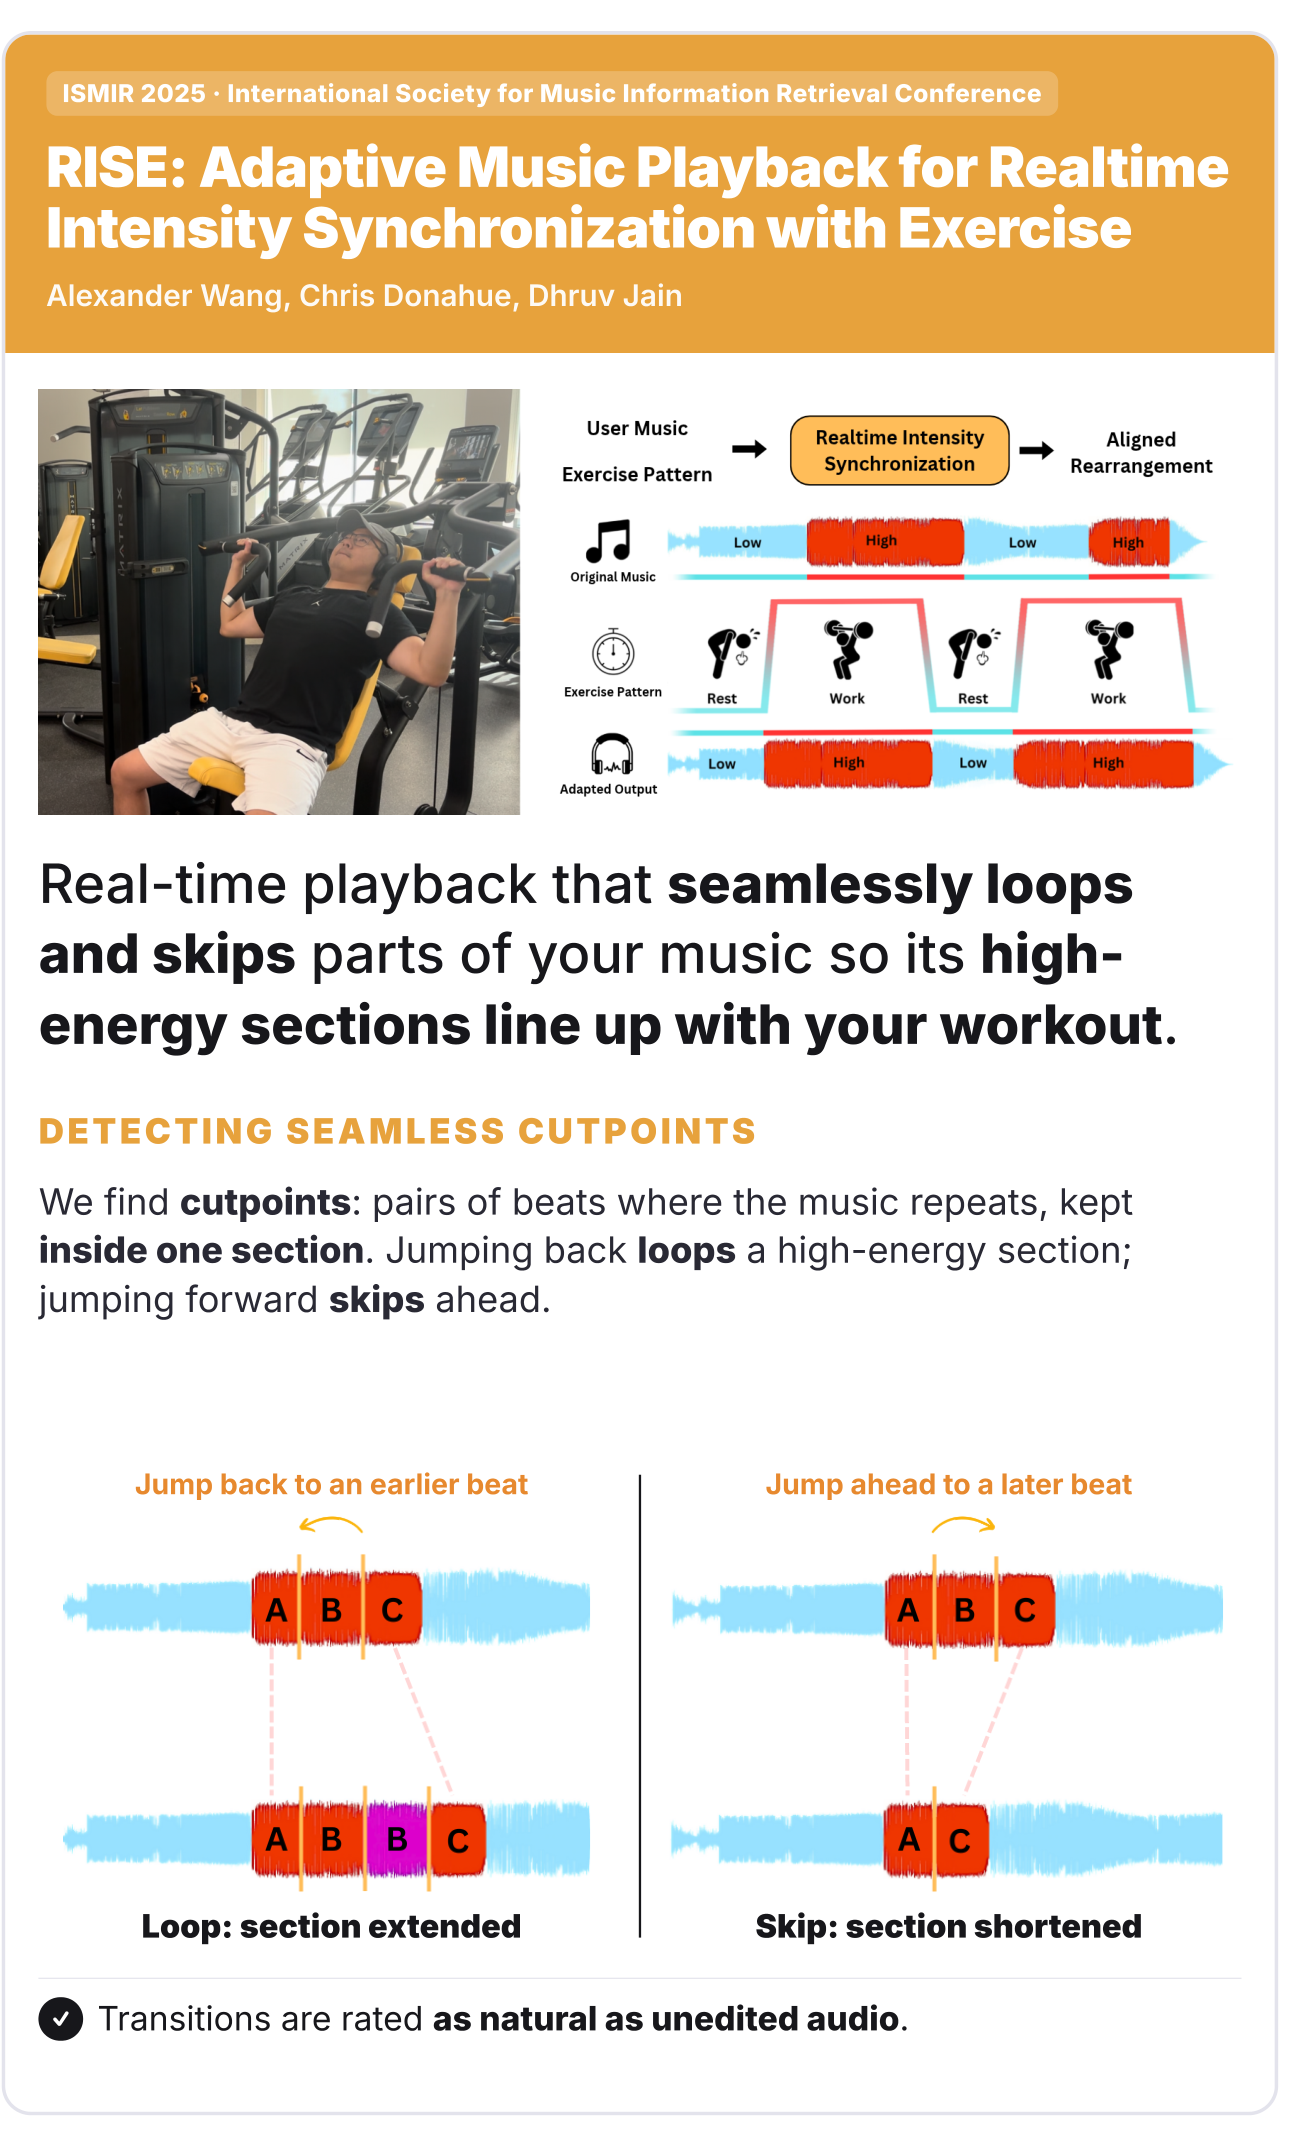 ISMIR 2025 · International Society for Music Information Retrieval Conference
RISE: Adaptive Music Playback for Realtime
Intensity Synchronization with Exercise
Alexander Wang, Chris Donahue, Dhruv Jain
MATRIX
User Music
Exercise Pattern
Realtime Intensity
Synchronization
Aligned
Rearrangement
Low
High
Low
High
Original Music
Rest
Work
Rest
Work
Exercise Pattern
Low
High
Low
High
Adapted Output
Real-time playback that seamlessly loops
and skips parts of your music so its high-
energy sections line up with your workout.
DETECTING SEAMLESS CUTPOINTS
We find cutpoints: pairs of beats where the music repeats, kept
inside one section. Jumping back loops a high-energy section;
jumping forward skips ahead.
Jump back to an earlier beat
A B C
A B B C
Loop: section extended
Jump ahead to a later beat
A B C
A C
Skip: section shortened
Transitions are rated as natural as unedited audio.